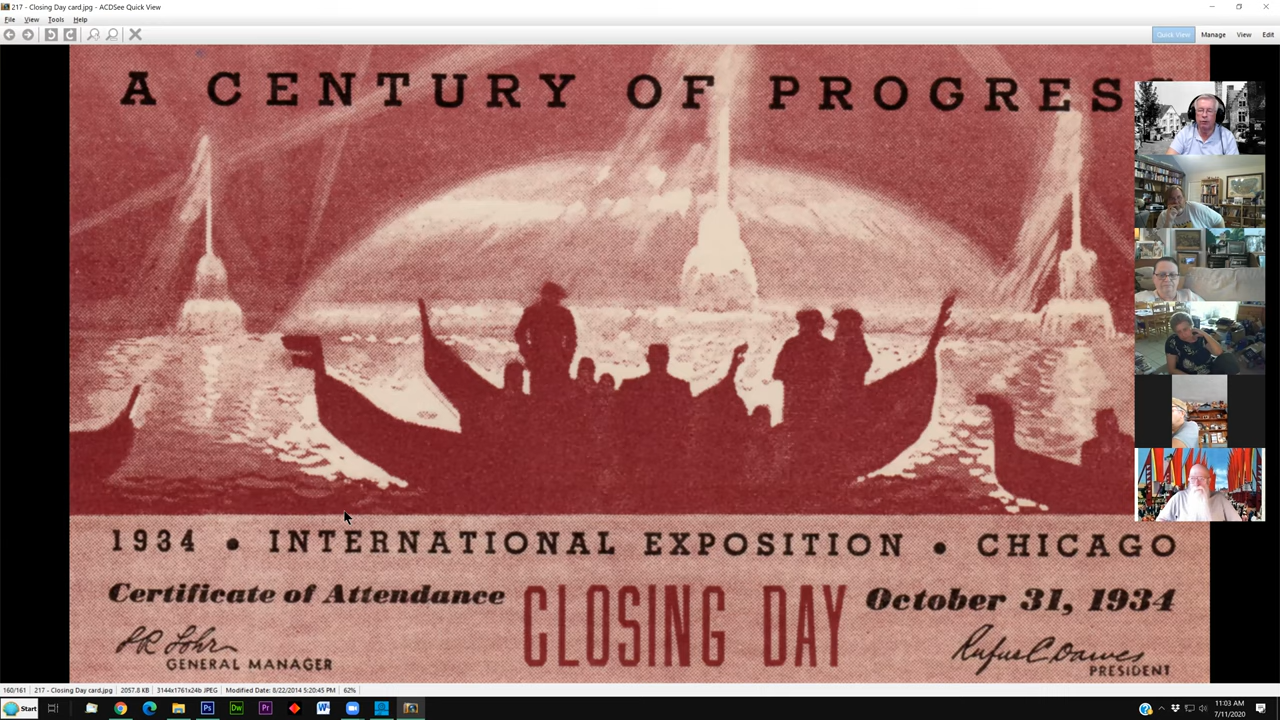 217 - Closing Day card.jpg - ACDSee Quick View
File View Tools Help
Quick View Manage View Edit
A CENTURY OF PROGRESS
1934 • INTERNATIONAL EXPOSITION • CHICAGO
Certificate of Attendance CLOSING DAY October 31, 1934
L R Lohr Rufus C. Dawes
GENERAL MANAGER PRESIDENT
160/161 217 - Closing Day card.jpg 2057.8 KB 3144x1761x24b JPEG Modified Date: 8/22/2014 5:20:45 PM 62%
Start 11:03 AM
7/11/2020